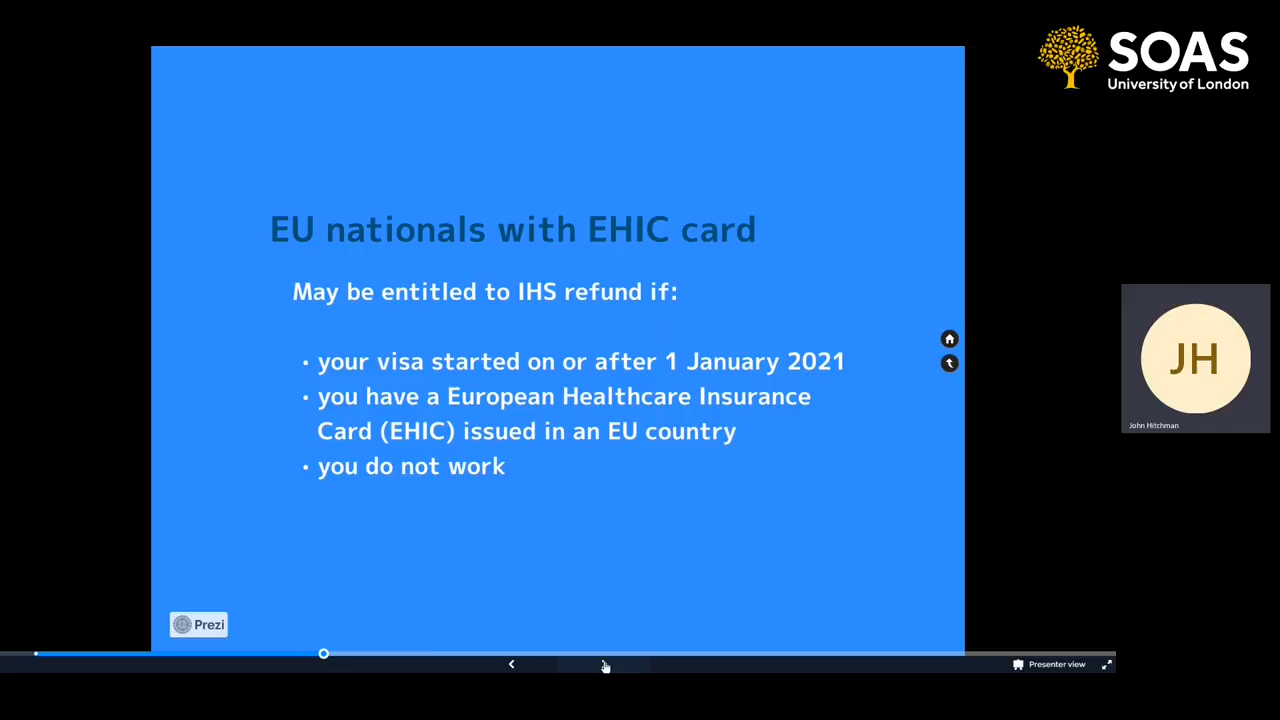 SOAS
University of London
EU nationals with EHIC card
May be entitled to IHS refund if:
• your visa started on or after 1 January 2021
• you have a European Healthcare Insurance
Card (EHIC) issued in an EU country
• you do not work
JH
John Hitchman
Prezi
Presenter view